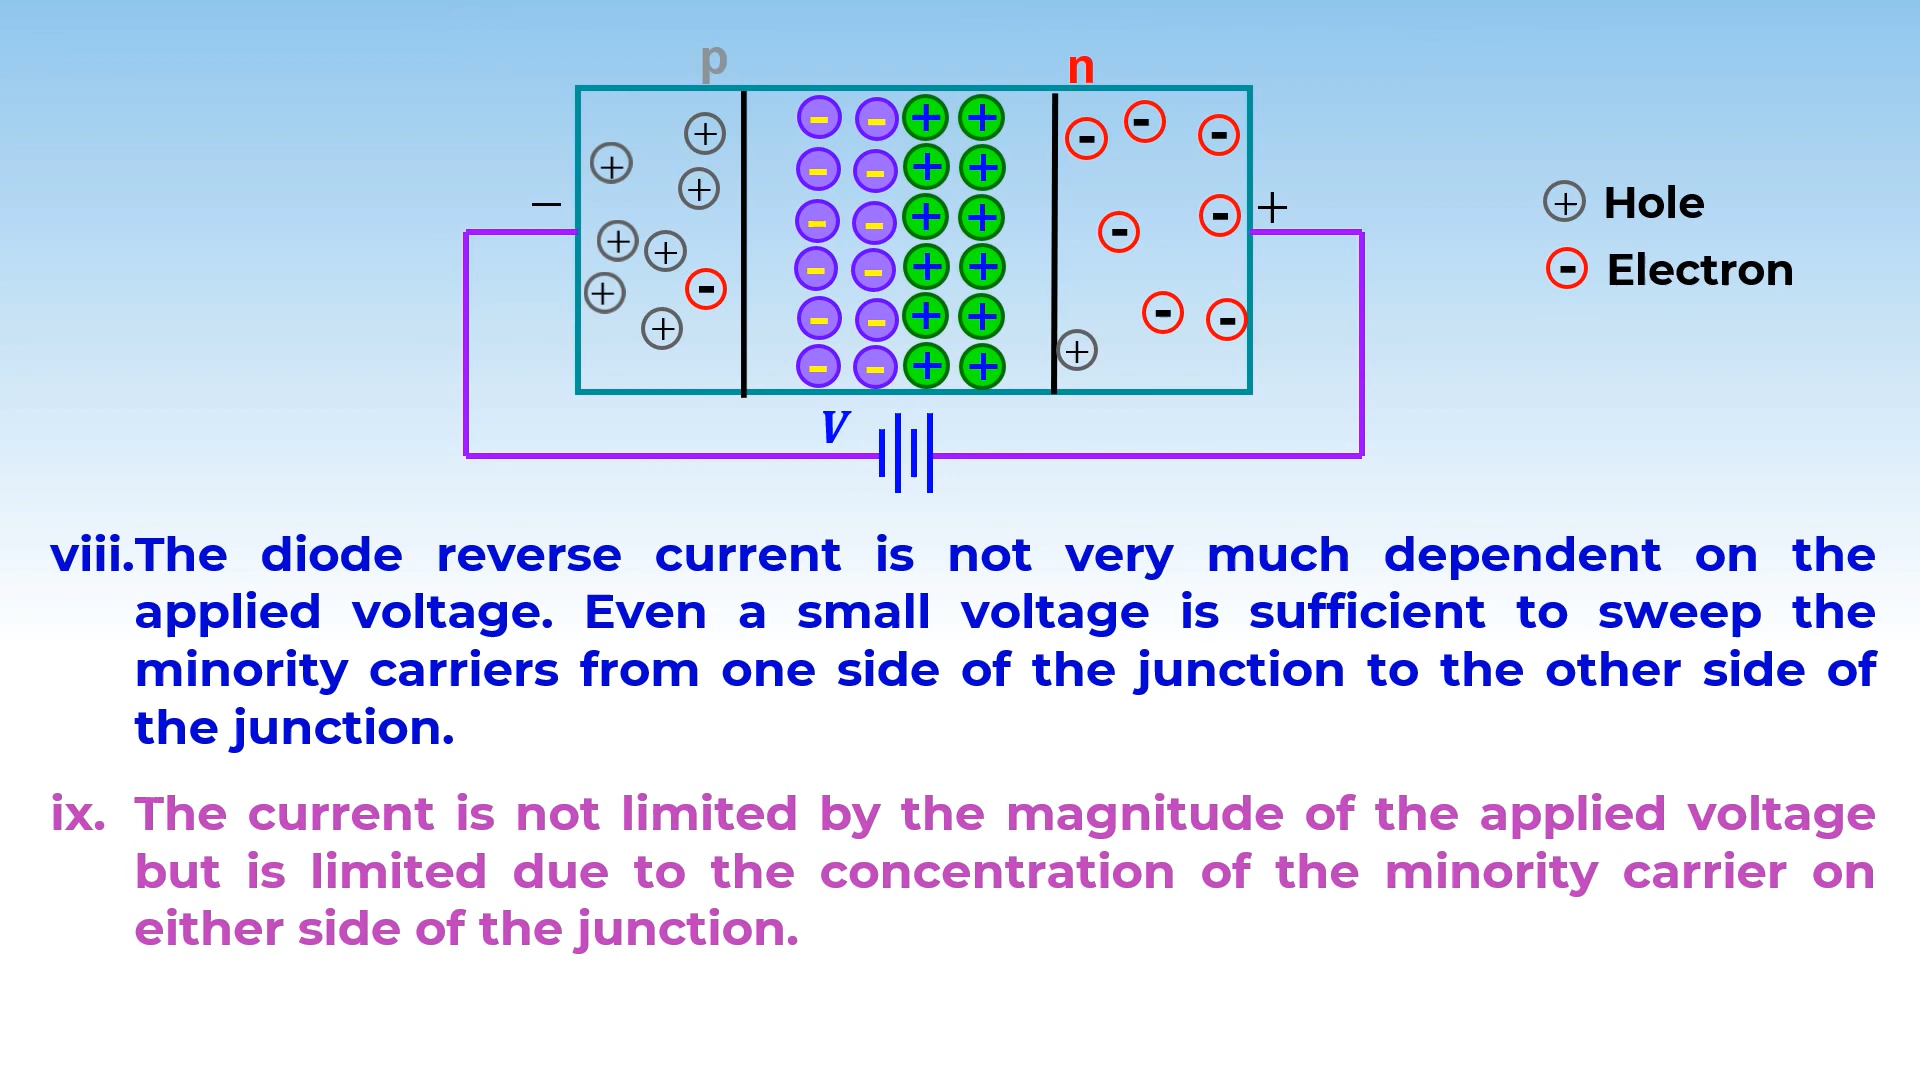 p
n
−
+
Hole
Electron
V
viii.The diode reverse current is not very much dependent on the
applied voltage. Even a small voltage is sufficient to sweep the
minority carriers from one side of the junction to the other side of
the junction.
ix. The current is not limited by the magnitude of the applied voltage
but is limited due to the concentration of the minority carrier on
either side of the junction.